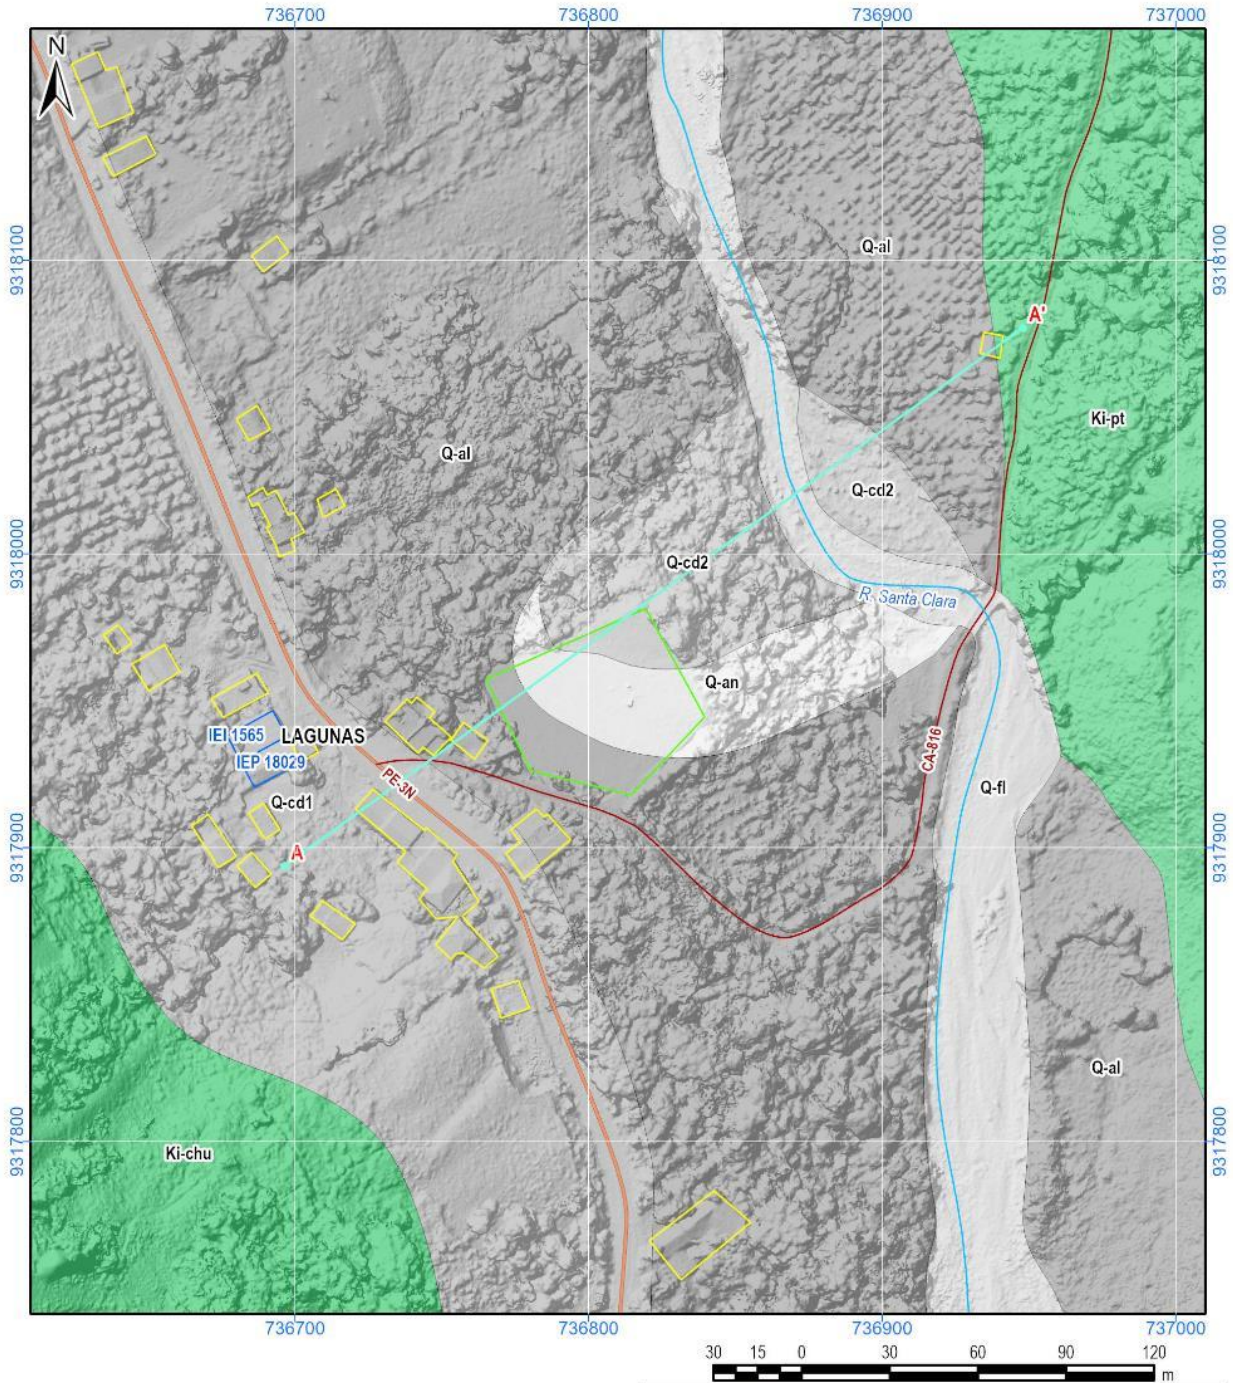 736700 736800 736900 737000
N
9318100 Q-al 9318100
A'
Ki-pt
Q-al
Q-cd2
9318000 Q-cd2 9318000
R. Santa Clara
Q-an
IEI 1565 LAGUNAS
IEP 18029
CA-816
PE-3N
Q-fl
Q-cd1
9317900 A 9317900
Q-al
9317800 Ki-chu 9317800
736700 736800 736900 737000
30 15 0 30 60 90 120
m